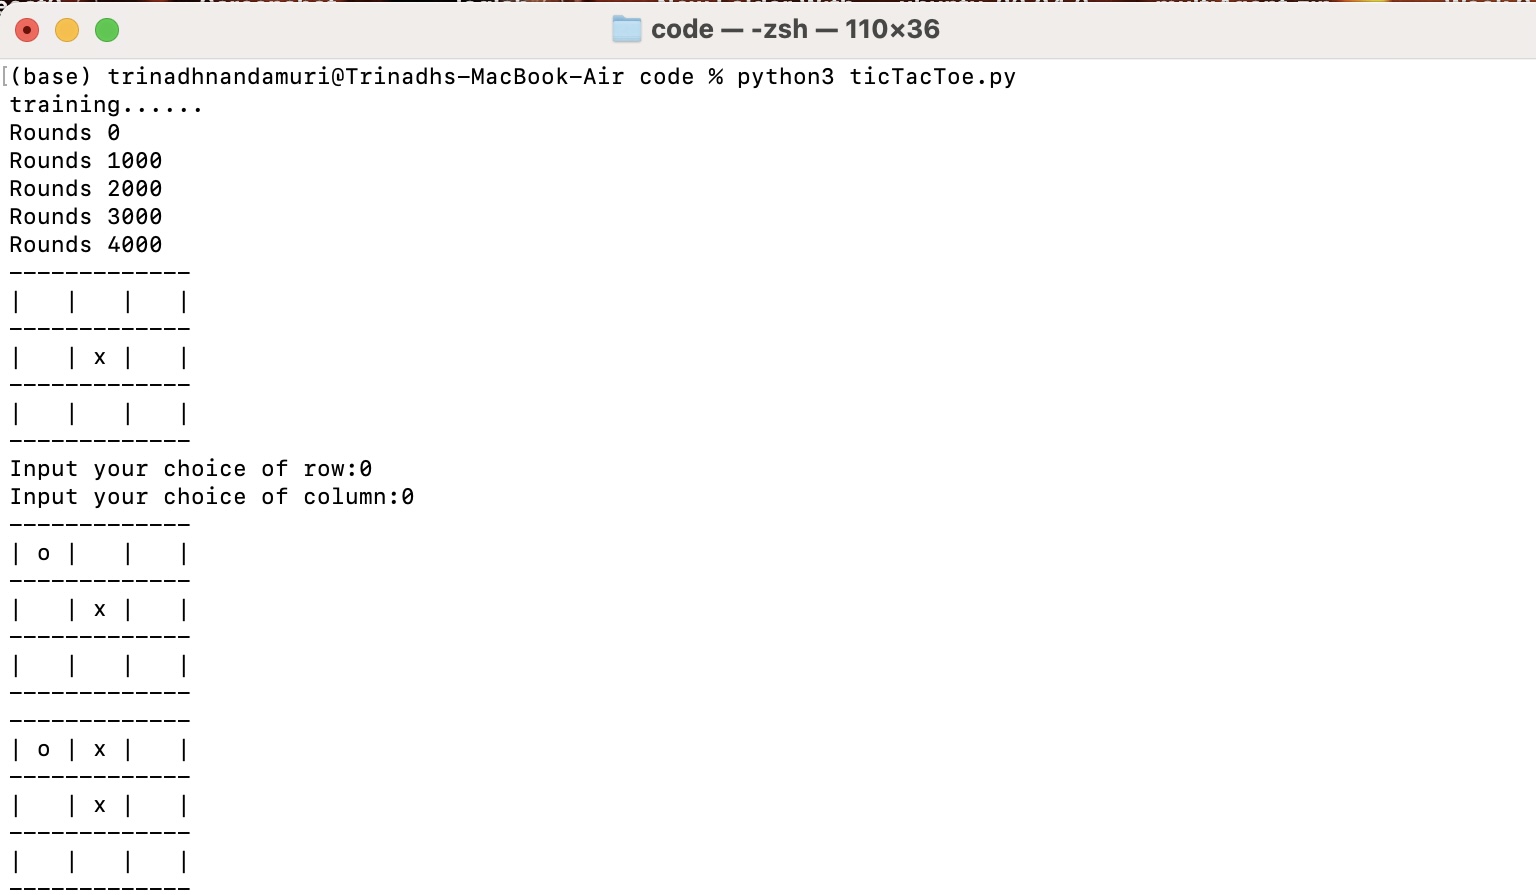 code — -zsh — 110×36
(base) trinadhnandamuri@Trinadhs-MacBook-Air code % python3 ticTacToe.py
training......
Rounds 0
Rounds 1000
Rounds 2000
Rounds 3000
Rounds 4000
-------------
|   |   |   |
-------------
|   | x |   |
-------------
|   |   |   |
-------------
Input your choice of row:0
Input your choice of column:0
-------------
| o |   |   |
-------------
|   | x |   |
-------------
|   |   |   |
-------------
-------------
| o | x |   |
-------------
|   | x |   |
-------------
|   |   |   |
-------------